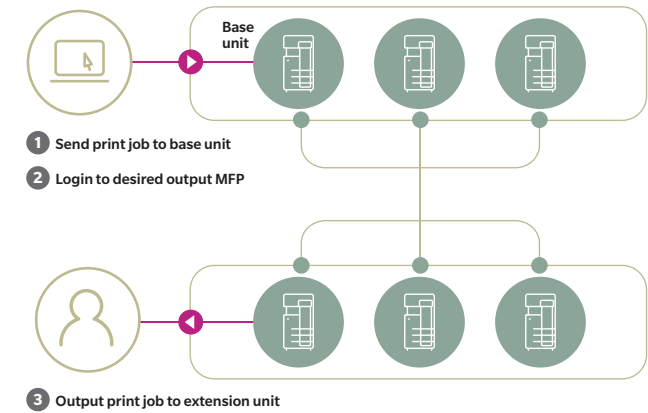 Base
unit
1 Send print job to base unit
2 Login to desired output MFP
3 Output print job to extension unit